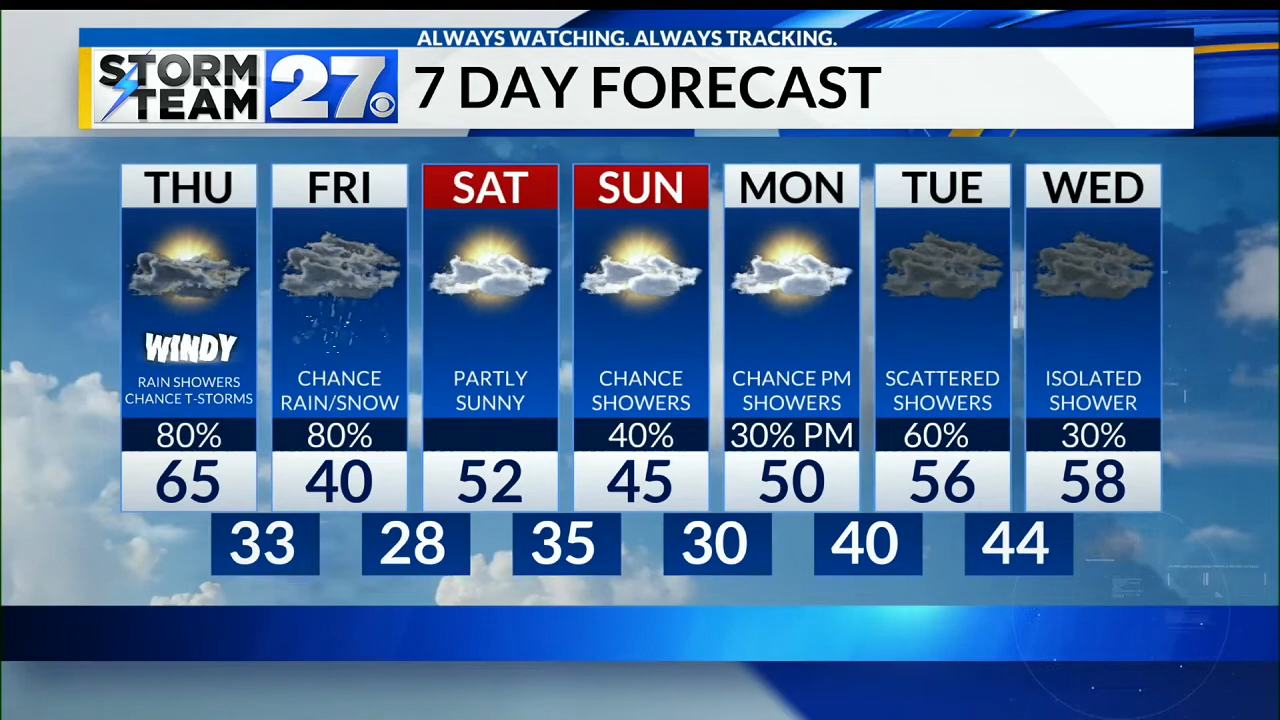 ALWAYS WATCHING. ALWAYS TRACKING.
STORM
TEAM
27
7 DAY FORECAST
THU
FRI
SAT
SUN
MON
TUE
WED
WINDY
RAIN SHOWERS
CHANCE T-STORMS
CHANCE
RAIN/SNOW
PARTLY
SUNNY
CHANCE
SHOWERS
CHANCE PM
SHOWERS
SCATTERED
SHOWERS
ISOLATED
SHOWER
80%
80%
40%
30% PM
60%
30%
65
40
52
45
50
56
58
33
28
35
30
40
44